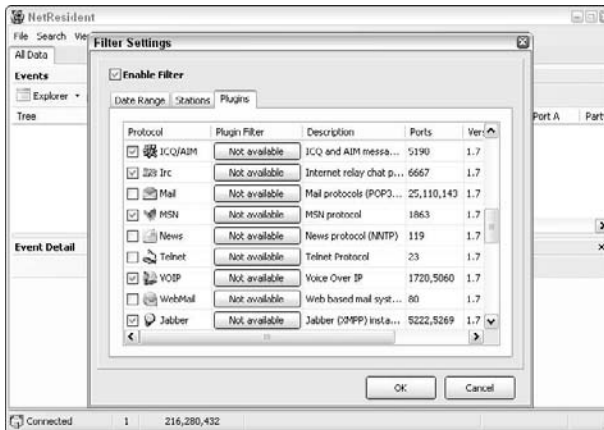 NetResident
File Search Vie
All Data
Events
Explorer
Tree
Port A Part
Event Detail
Filter Settings
Enable Filter
Date Range Stations Plugins
Protocol Plugin Filter Description Ports Ver
ICQ/AIM Not available ICQ and AIM messa... 5190 1.7
Irc Not available Internet relay chat p... 6667 1.7
Mail Not available Mail protocols (POP3... 25,110,143 1.7
MSN Not available MSN protocol 1863 1.7
News Not available News protocol (NNTP) 119 1.7
Telnet Not available Telnet Protocol 23 1.7
VOIP Not available Voice Over IP 1720,5060 1.7
WebMail Not available Web based mail syst... 80 1.7
Jabber Not available Jabber (XMPP) insta... 5222,5269 1.7
OK Cancel
Connected 1 216,280,432